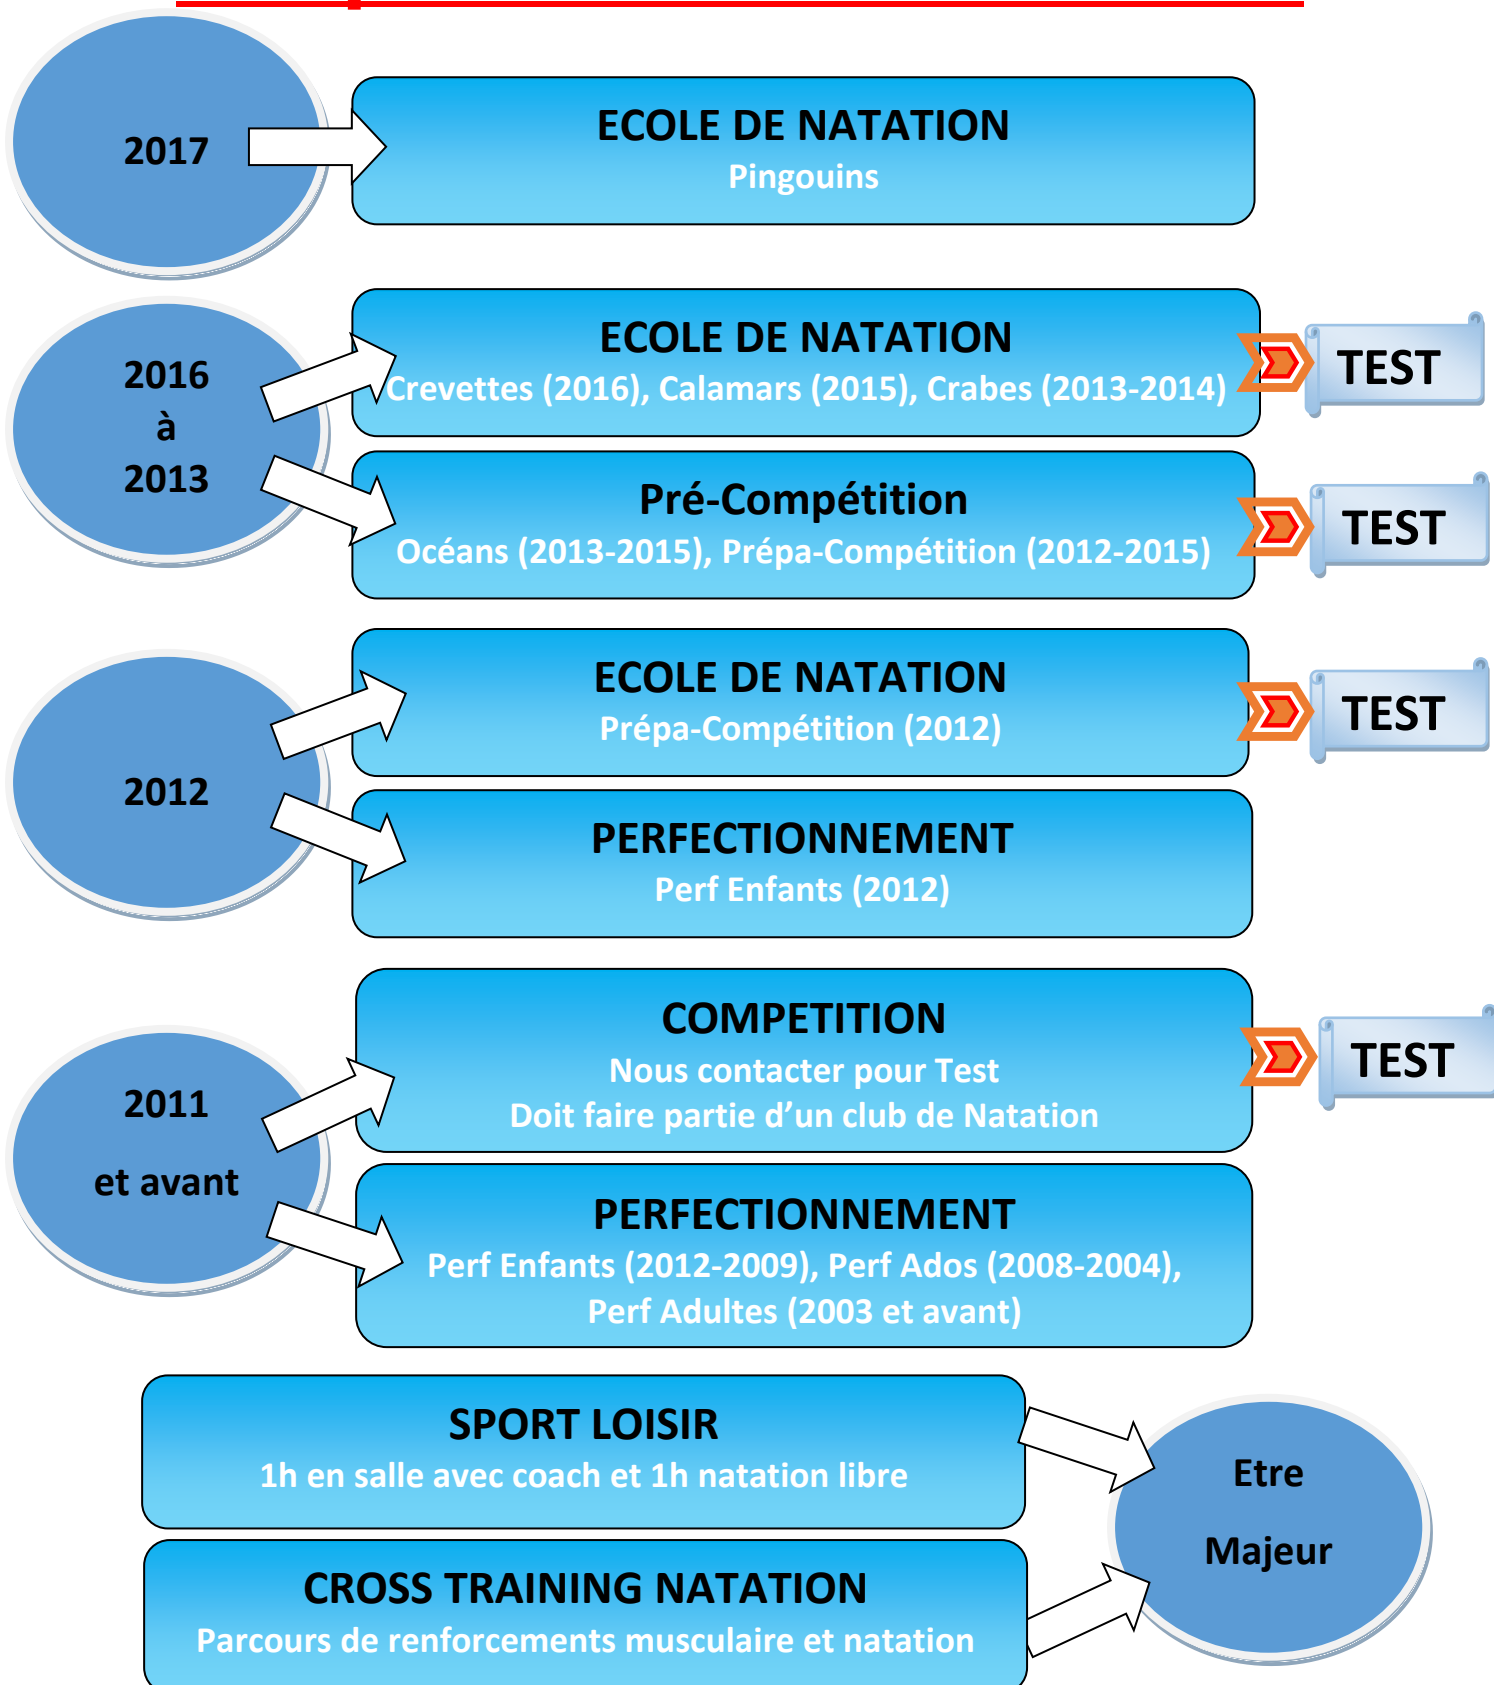 2017
ECOLE DE NATATION
Pingouins
2016
à
2013
ECOLE DE NATATION
Crevettes (2016), Calamars (2015), Crabes (2013-2014)
TEST
Pré-Compétition
Océans (2013-2015), Prépa-Compétition (2012-2015)
TEST
2012
ECOLE DE NATATION
Prépa-Compétition (2012)
TEST
PERFECTIONNEMENT
Perf Enfants (2012)
2011
et avant
COMPETITION
Nous contacter pour Test
Doit faire partie d’un club de Natation
TEST
PERFECTIONNEMENT
Perf Enfants (2012-2009), Perf Ados (2008-2004),
Perf Adultes (2003 et avant)
SPORT LOISIR
1h en salle avec coach et 1h natation libre
CROSS TRAINING NATATION
Parcours de renforcements musculaire et natation
Etre
Majeur